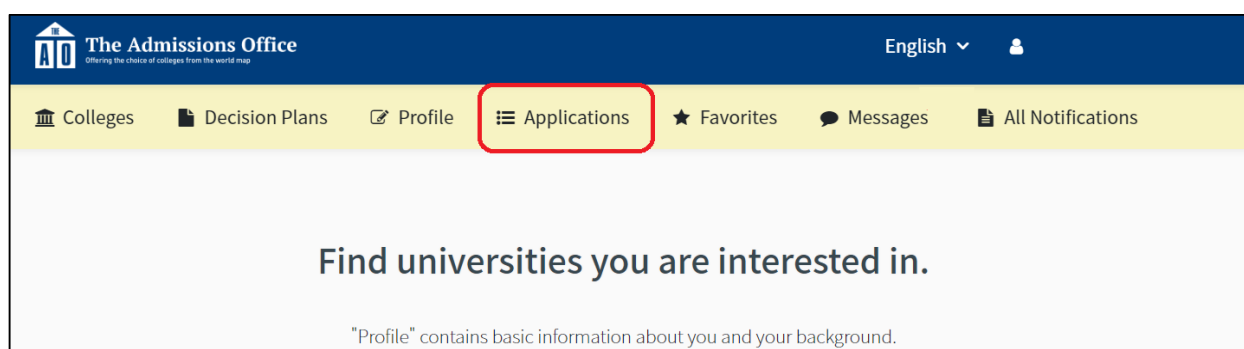 THE
AO
The Admissions Office
Offering the choice of colleges from the world map
English
Colleges
Decision Plans
Profile
Applications
Favorites
Messages
All Notifications
Find universities you are interested in.
"Profile" contains basic information about you and your background.